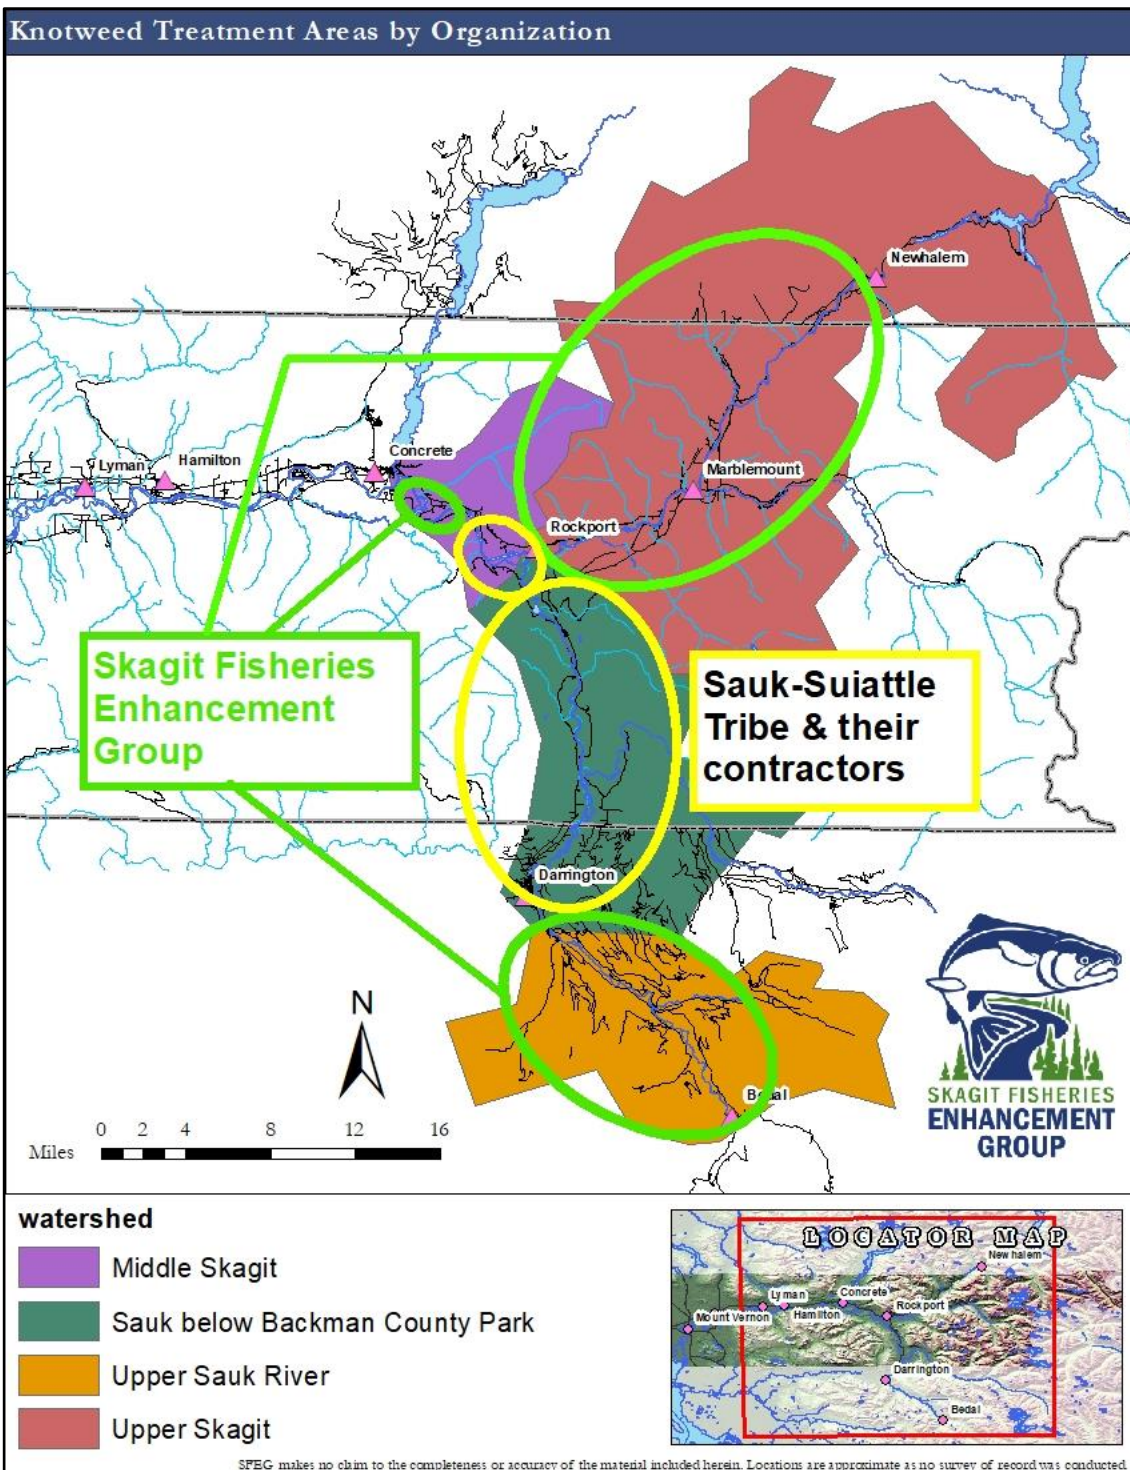 Knotweed Treatment Areas by Organization
Newhalem
Concrete
Lyman
Hamilton
Marblemount
Rockport
Skagit Fisheries
Enhancement
Group
Sauk-Suiattle
Tribe & their
contractors
Darrington
Bedal
N
0 2 4 8 12 16
Miles
SKAGIT FISHERIES
ENHANCEMENT
GROUP
watershed
Middle Skagit
Sauk below Backman County Park
Upper Sauk River
Upper Skagit
LOCATOR MAP
Newhalem
Lyman
Concrete
Mount Vernon
Hamilton
Rockport
Darrington
Bedal
SFEG makes no claim to the completeness or accuracy of the material included herein. Locations are approximate as no survey of record was conducted